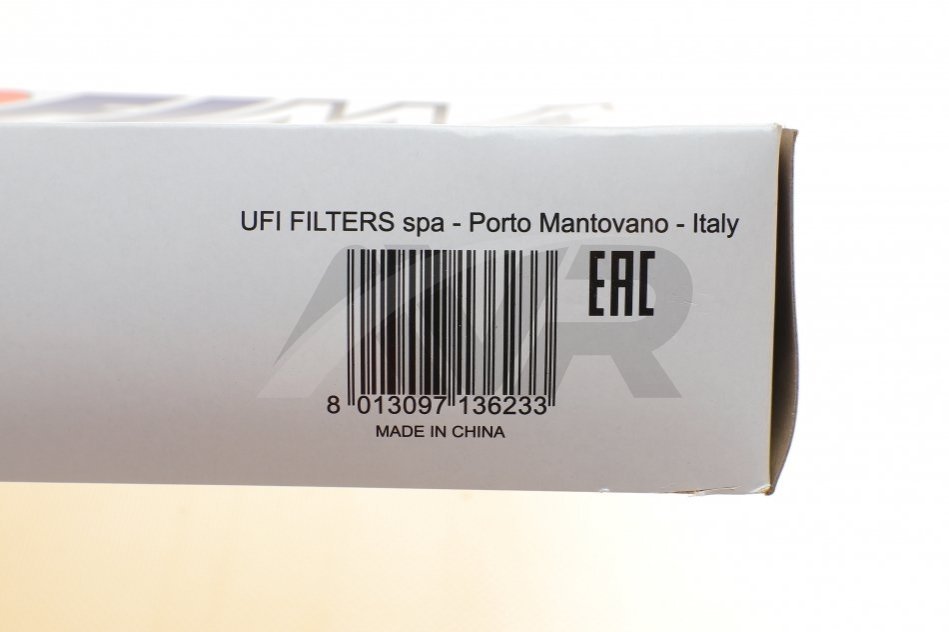 UFI FILTERS spa - Porto Mantovano - Italy
EAC
8 013097 136233
MADE IN CHINA